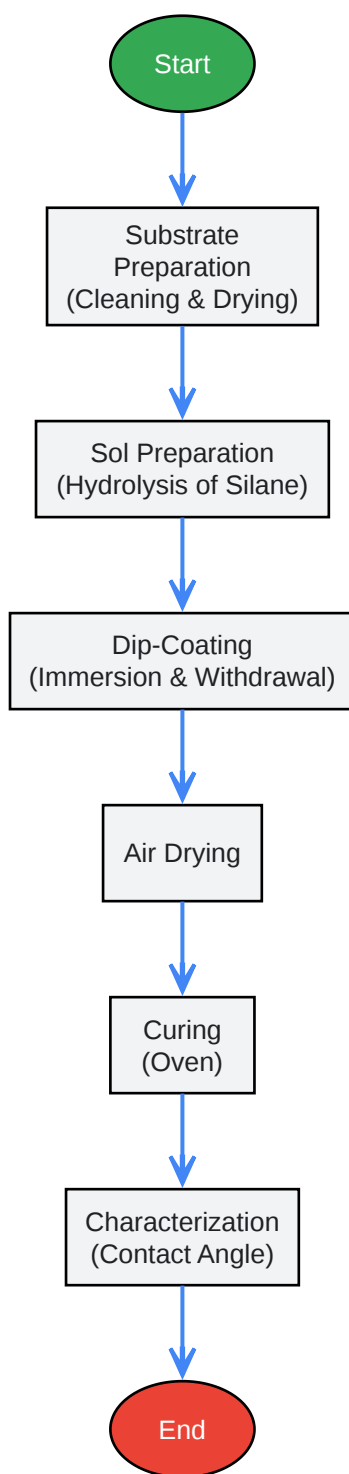 Start
Substrate
Preparation
(Cleaning & Drying)
Sol Preparation
(Hydrolysis of Silane)
Dip-Coating
(Immersion & Withdrawal)
Air Drying
Curing
(Oven)
Characterization
(Contact Angle)
End